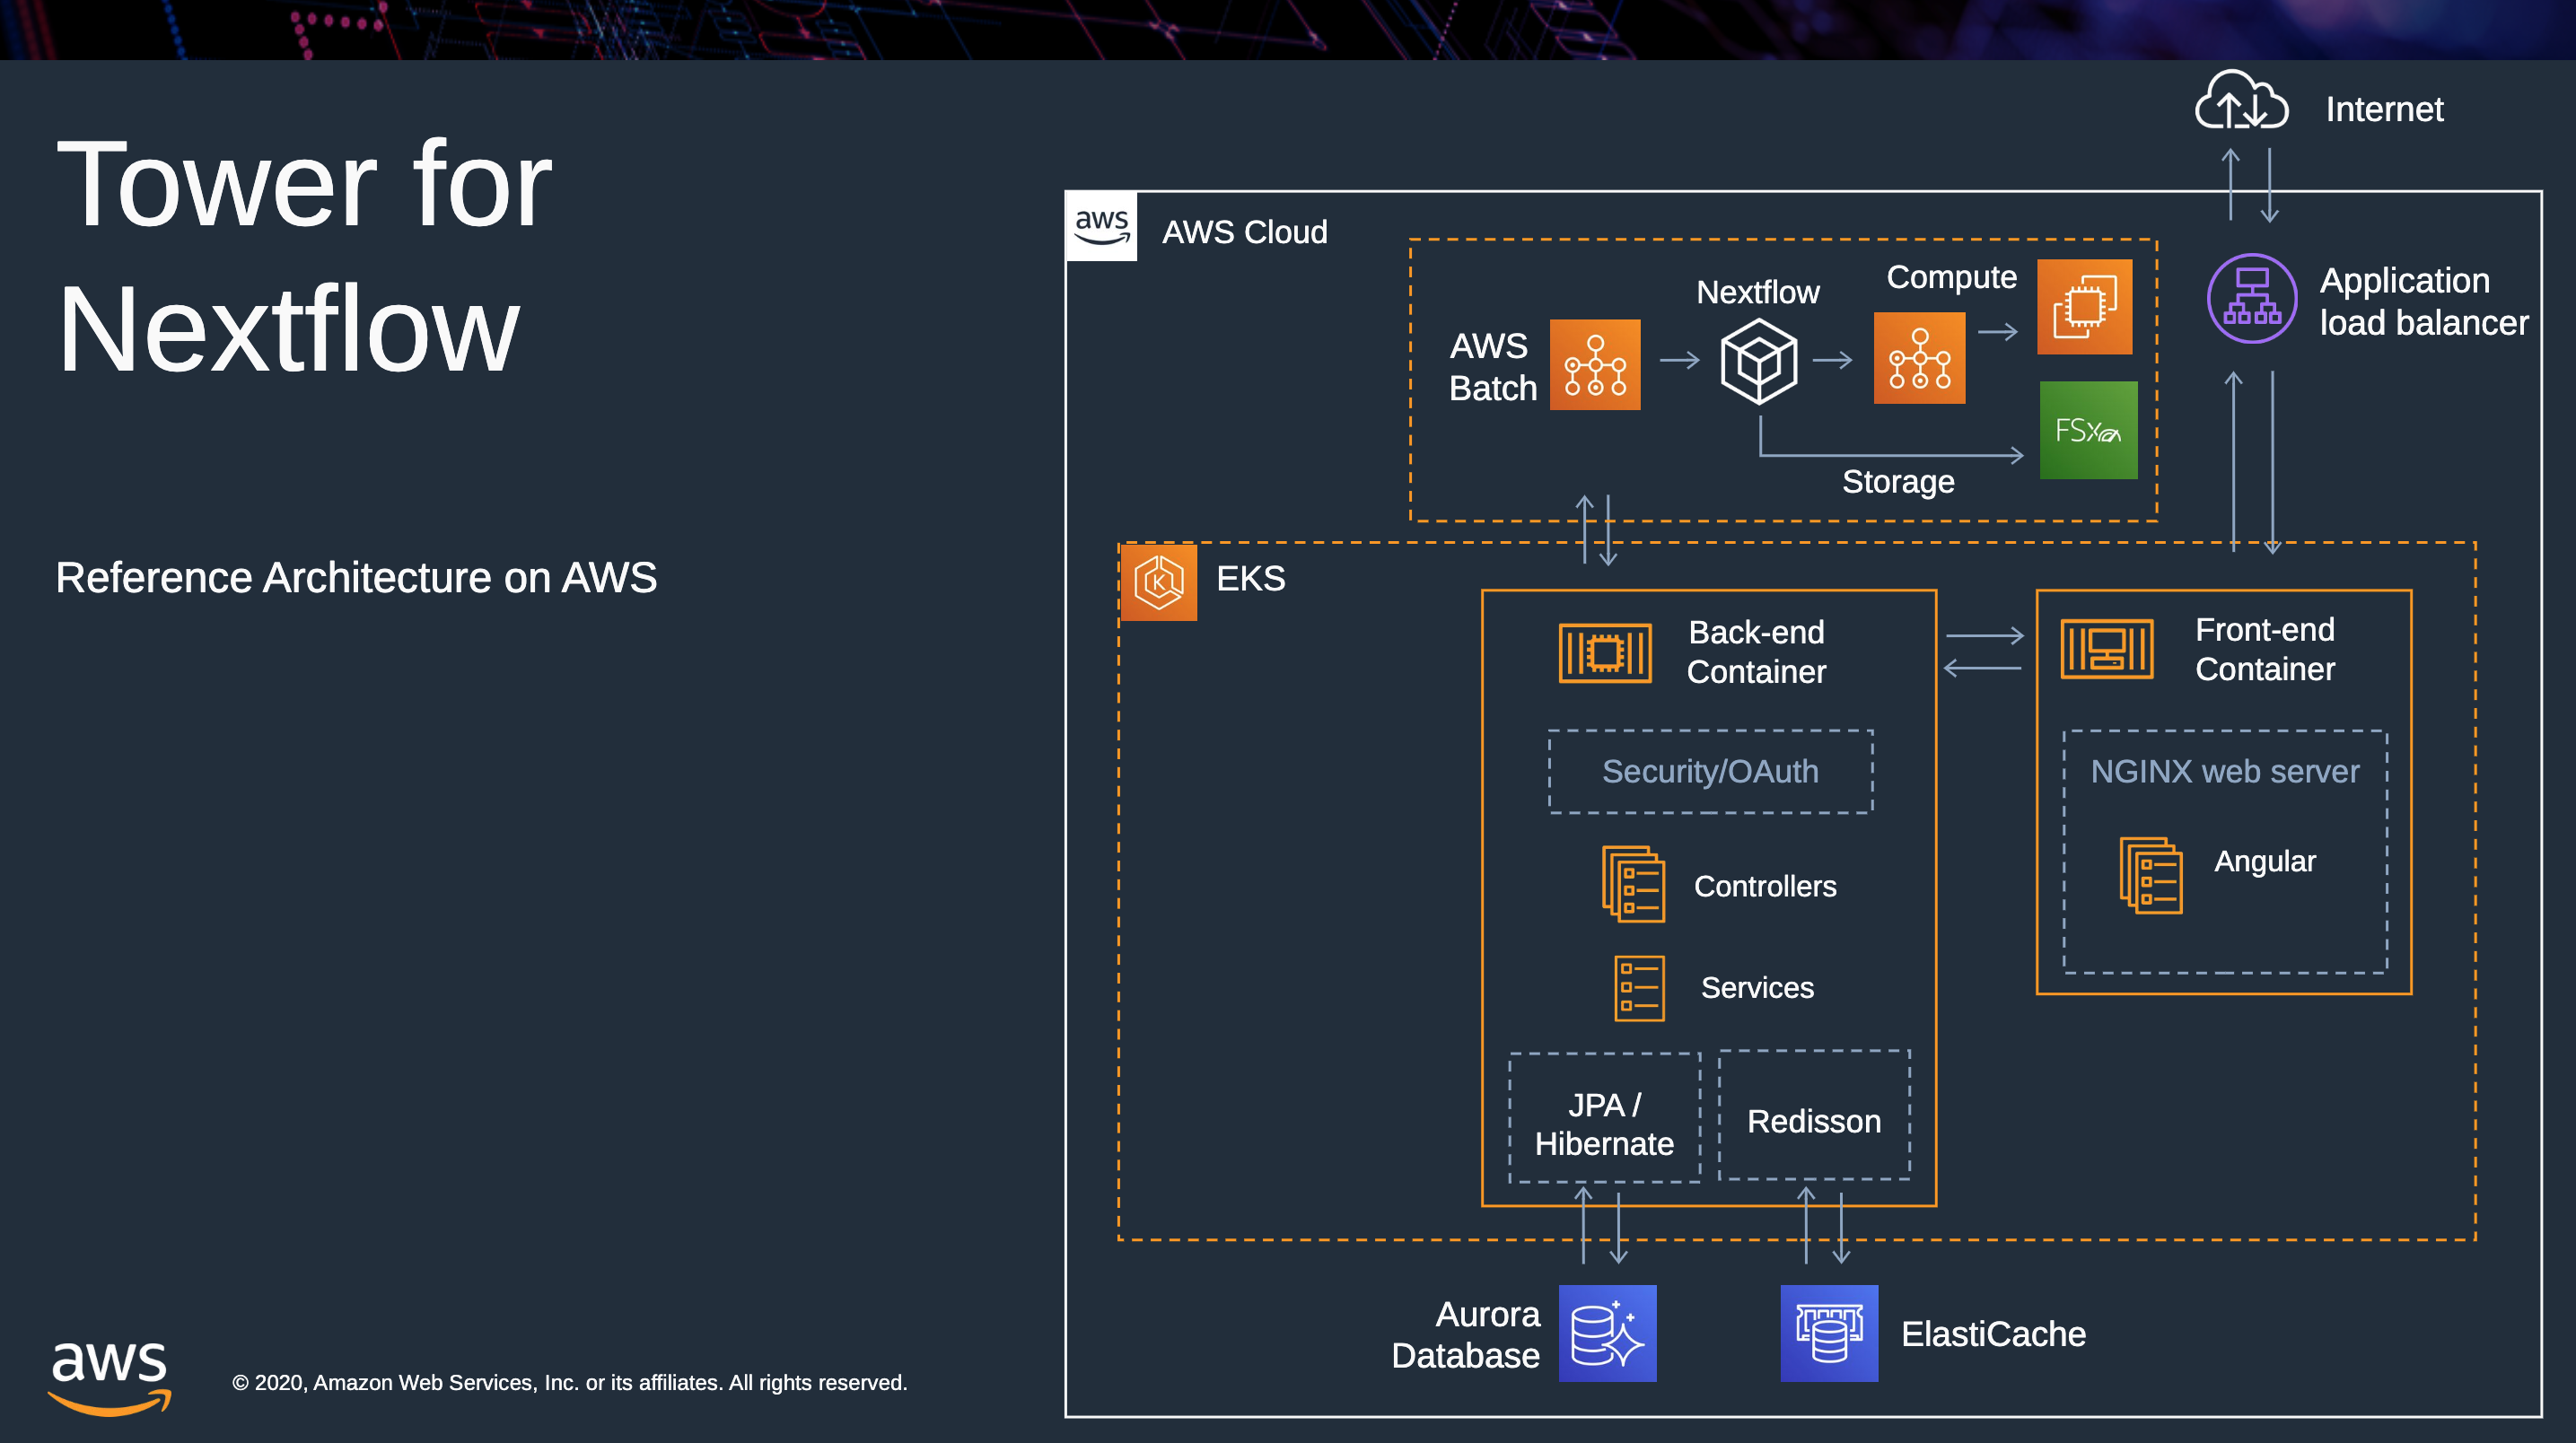 Tower for
Nextflow
Reference Architecture on AWS
Internet
aws
AWS Cloud
Application
load balancer
AWS
Batch
Nextflow
Compute
FSx
Storage
EKS
K
Back-end
Container
Front-end
Container
Security/OAuth
NGINX web server
Controllers
Angular
Services
JPA /
Hibernate
Redisson
Aurora
Database
ElastiCache
aws
© 2020, Amazon Web Services, Inc. or its affiliates. All rights reserved.